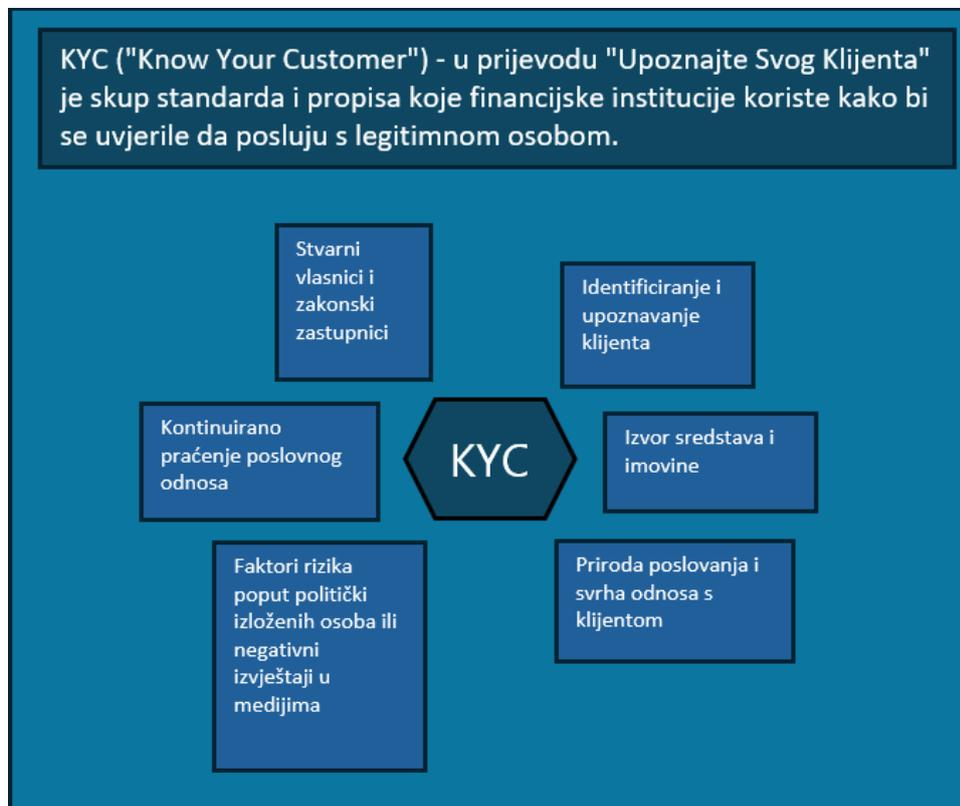 KYC ("Know Your Customer") - u prijevodu "Upoznajte Svog Klijenta"
je skup standarda i propisa koje financijske institucije koriste kako bi
se uvjerile da posluju s legitimnom osobom.
Stvarni
vlasnici i
zakonski
zastupnici
Identificiranje i
upoznavanje
klijenta
Kontinuirano
praćenje poslovnog
odnosa
KYC
Izvor sredstava i
imovine
Faktori rizika
poput politički
izloženih osoba ili
negativni
izvještaji u
medijima
Priroda poslovanja i
svrha odnosa s
klijentom